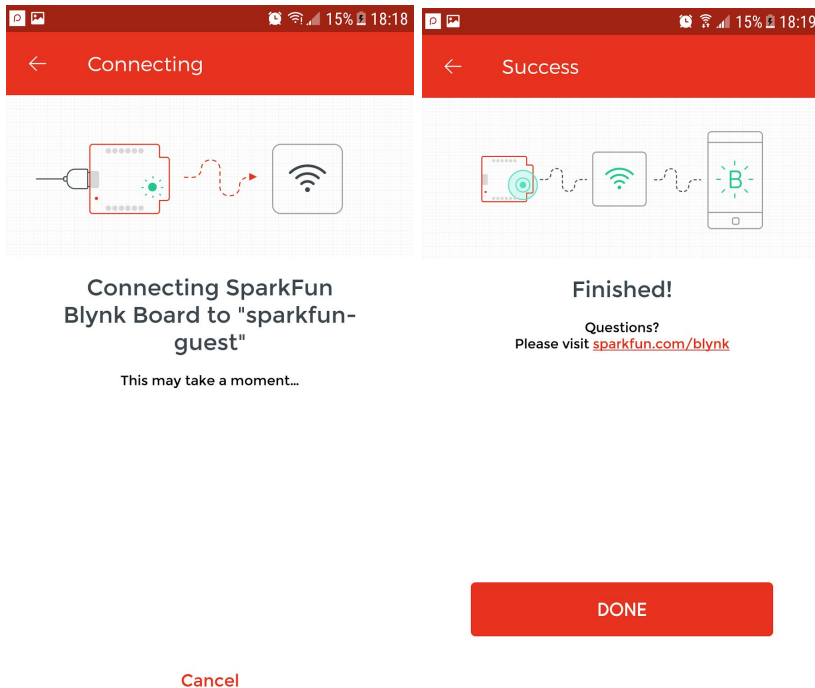 15% 18:18
Connecting
Connecting SparkFun
Blynk Board to "sparkfun-
guest"
This may take a moment...
Cancel
15% 18:19
Success
B
Finished!
Questions?
Please visit sparkfun.com/blynk
DONE